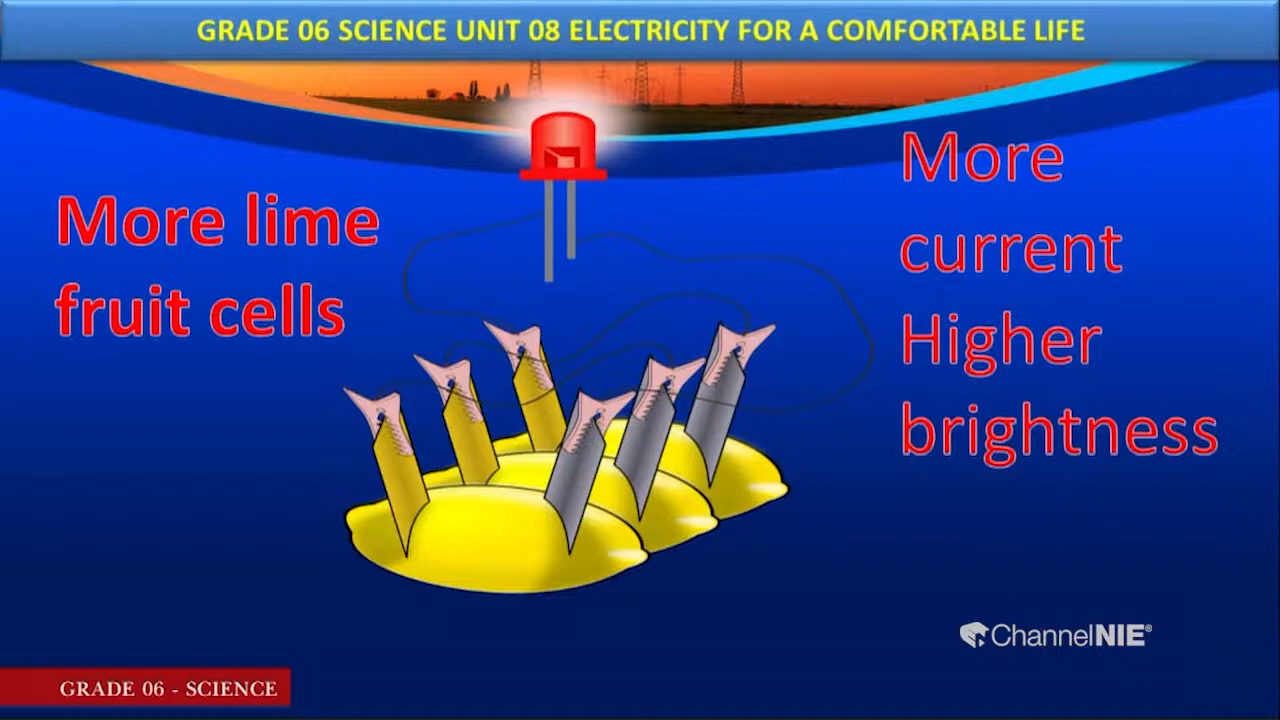 GRADE 06 SCIENCE UNIT 08 ELECTRICITY FOR A COMFORTABLE LIFE
More lime
fruit cells
More
current
Higher
brightness
ChannelNIE®
GRADE 06 - SCIENCE